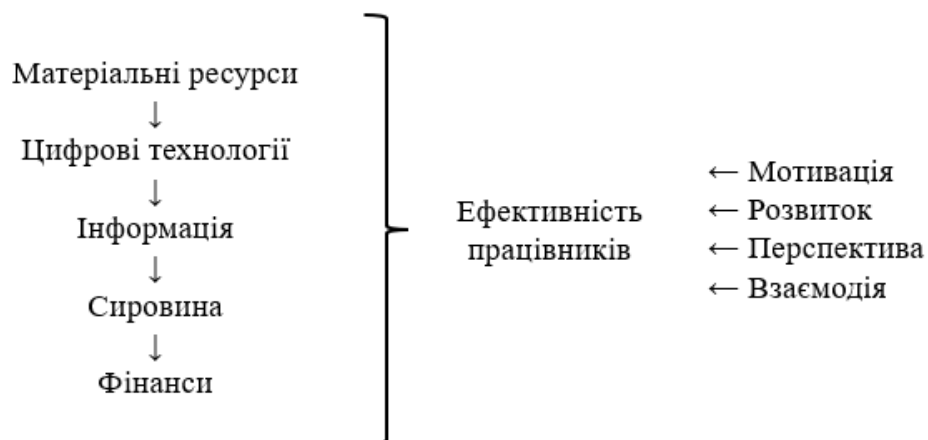 Матеріальні ресурси
↓
Цифрові технології
↓
Інформація
↓
Сировина
↓
Фінанси
Ефективність
працівників
← Мотивація
← Розвиток
← Перспектива
← Взаємодія